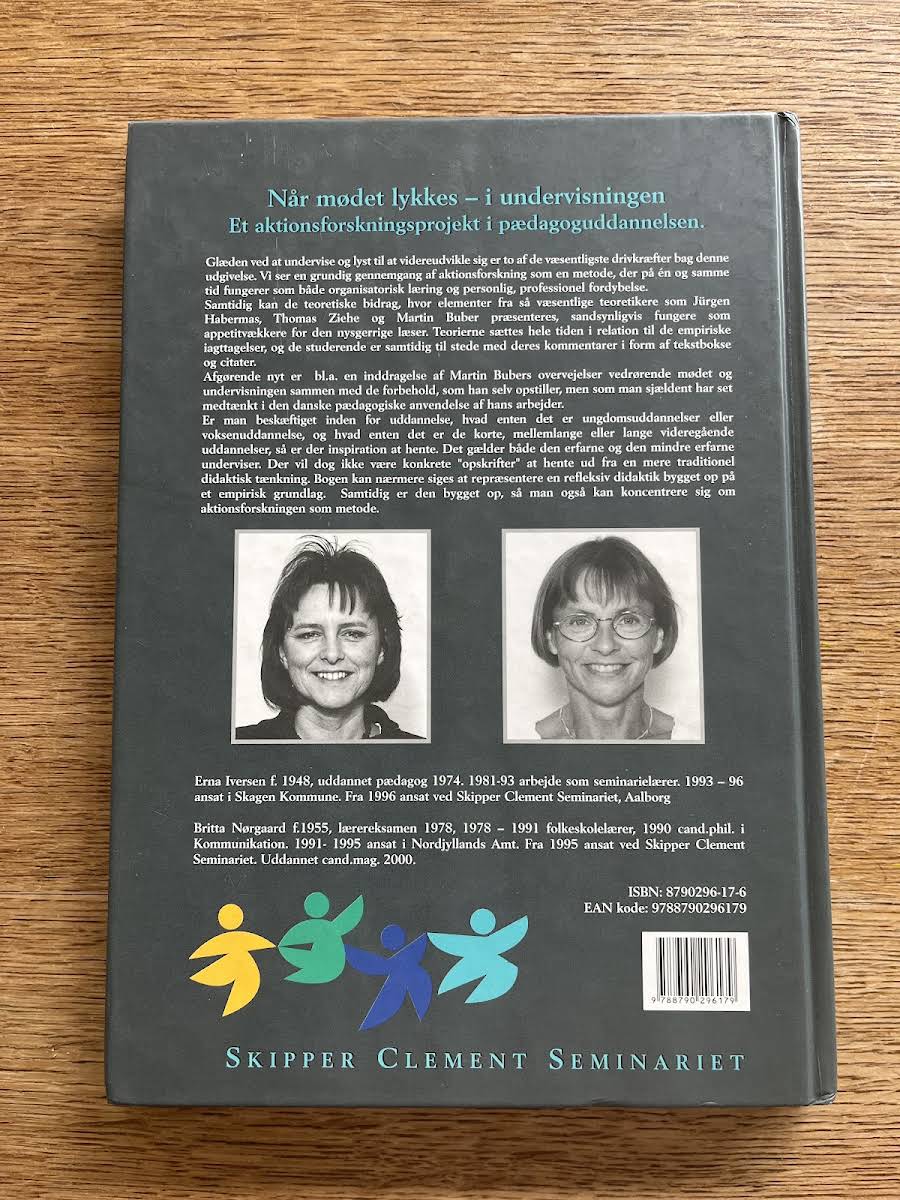 Når mødet lykkes – i undervisningen
Et aktionsforskningsprojekt i pædagoguddannelsen.
Glæden ved at undervise og lyst til at videreudvikle sig er to af de væsentligste drivkræfter bag denne
udgivelse. Vi ser en grundig gennemgang af aktionsforskning som en metode, der på én og samme
tid fungerer som både organisatorisk læring og personlig, professionel fordybelse.
Samtidig kan de teoretiske bidrag, hvor elementer fra så væsentlige teoretikere som Jürgen
Habermas, Thomas Ziehe og Martin Buber præsenteres, sandsynligvis fungere som
appetitvækkere for den nysgerrige læser. Teorierne sættes hele tiden i relation til de empiriske
iagttagelser, og de studerende er samtidig til stede med deres kommentarer i form af tekstbokse
og citater.
Afgørende nyt er bl.a. en inddragelse af Martin Bubers overvejelser vedrørende mødet og
undervisningen sammen med de forbehold, som han selv opstiller, men som man sjældent har set
medtænkt i den danske pædagogiske anvendelse af hans arbejder.
Er man beskæftiget inden for uddannelse, hvad enten det er ungdomsuddannelser eller
voksenuddannelse, og hvad enten det er de korte, mellemlange eller lange videregående
uddannelser, så er der inspiration at hente. Det gælder både den erfarne og den mindre erfarne
underviser. Der vil dog ikke være konkrete "opskrifter" at hente ud fra en mere traditionel
didaktisk tænkning. Bogen kan nærmere siges at repræsentere en refleksiv didaktik bygget op på
et empirisk grundlag. Samtidig er den bygget op, så man også kan koncentrere sig om
aktionsforskningen som metode.
Erna Iversen f. 1948, uddannet pædagog 1974. 1981-93 arbejde som seminarielærer. 1993 – 96
ansat i Skagen Kommune. Fra 1996 ansat ved Skipper Clement Seminariet, Aalborg
Britta Nørgaard f.1955, lærereksamen 1978, 1978 – 1991 folkeskolelærer, 1990 cand.phil. i
Kommunikation. 1991- 1995 ansat i Nordjyllands Amt. Fra 1995 ansat ved Skipper Clement
Seminariet. Uddannet cand.mag. 2000.
ISBN: 8790296-17-6
EAN kode: 9788790296179
9 788790 296179
SKIPPER CLEMENT SEMINARIET